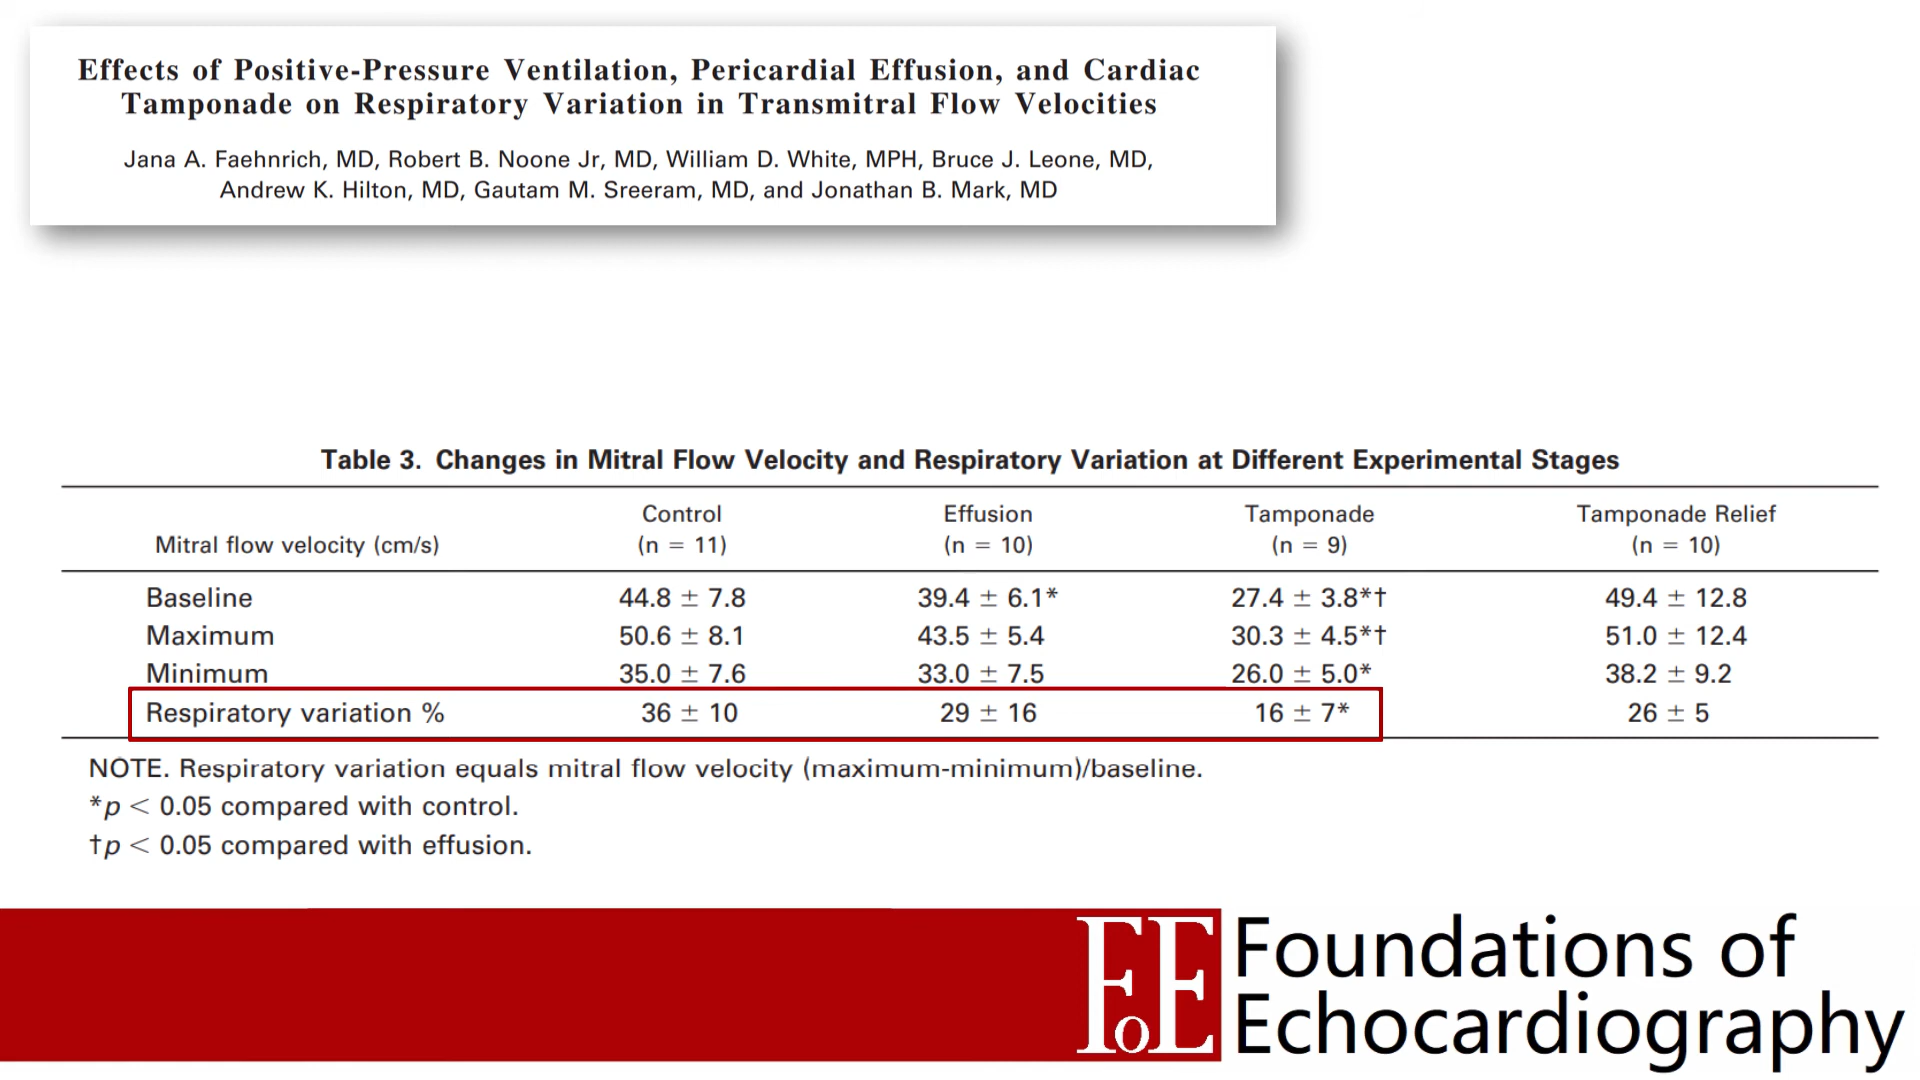 Effects of Positive-Pressure Ventilation, Pericardial Effusion, and Cardiac
Tamponade on Respiratory Variation in Transmitral Flow Velocities
Jana A. Faehnrich, MD, Robert B. Noone Jr, MD, William D. White, MPH, Bruce J. Leone, MD,
Andrew K. Hilton, MD, Gautam M. Sreeram, MD, and Jonathan B. Mark, MD
Table 3. Changes in Mitral Flow Velocity and Respiratory Variation at Different Experimental Stages
Control Effusion Tamponade Tamponade Relief
Mitral flow velocity (cm/s) (n = 11) (n = 10) (n = 9) (n = 10)
Baseline 44.8 ± 7.8 39.4 ± 6.1* 27.4 ± 3.8*† 49.4 ± 12.8
Maximum 50.6 ± 8.1 43.5 ± 5.4 30.3 ± 4.5*† 51.0 ± 12.4
Minimum 35.0 ± 7.6 33.0 ± 7.5 26.0 ± 5.0* 38.2 ± 9.2
Respiratory variation % 36 ± 10 29 ± 16 16 ± 7* 26 ± 5
NOTE. Respiratory variation equals mitral flow velocity (maximum-minimum)/baseline.
*p < 0.05 compared with control.
†p < 0.05 compared with effusion.
FoE
Foundations of
Echocardiography